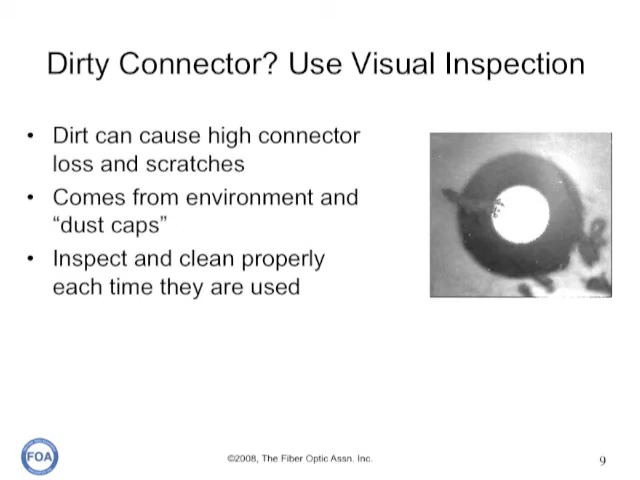 Dirty Connector? Use Visual Inspection
• Dirt can cause high connector
loss and scratches
• Comes from environment and
“dust caps”
• Inspect and clean properly
each time they are used
FOA
©2008, The Fiber Optic Assn. Inc.
9